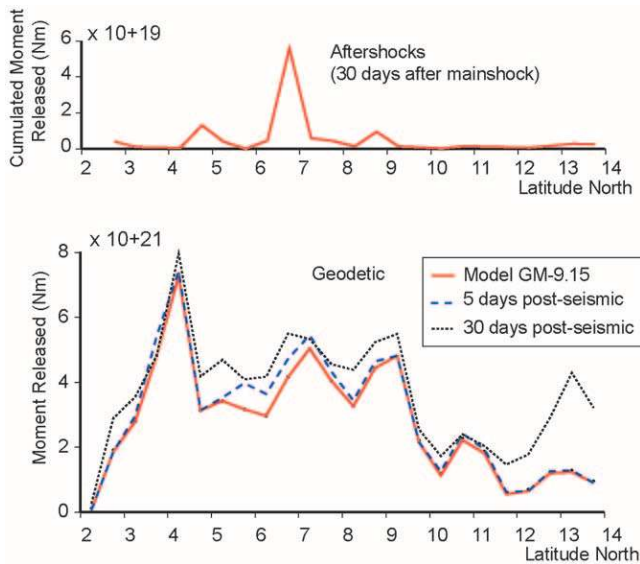 x 10+19
Aftershocks
(30 days after mainshock)
Cumulated Moment
Released (Nm)
6
4
2
0
2 3 4 5 6 7 8 9 10 11 12 13 14
Latitude North
x 10+21
Geodetic
Model GM-9.15
5 days post-seismic
30 days post-seismic
Moment Released (Nm)
8
6
4
2
0
2 3 4 5 6 7 8 9 10 11 12 13 14
Latitude North